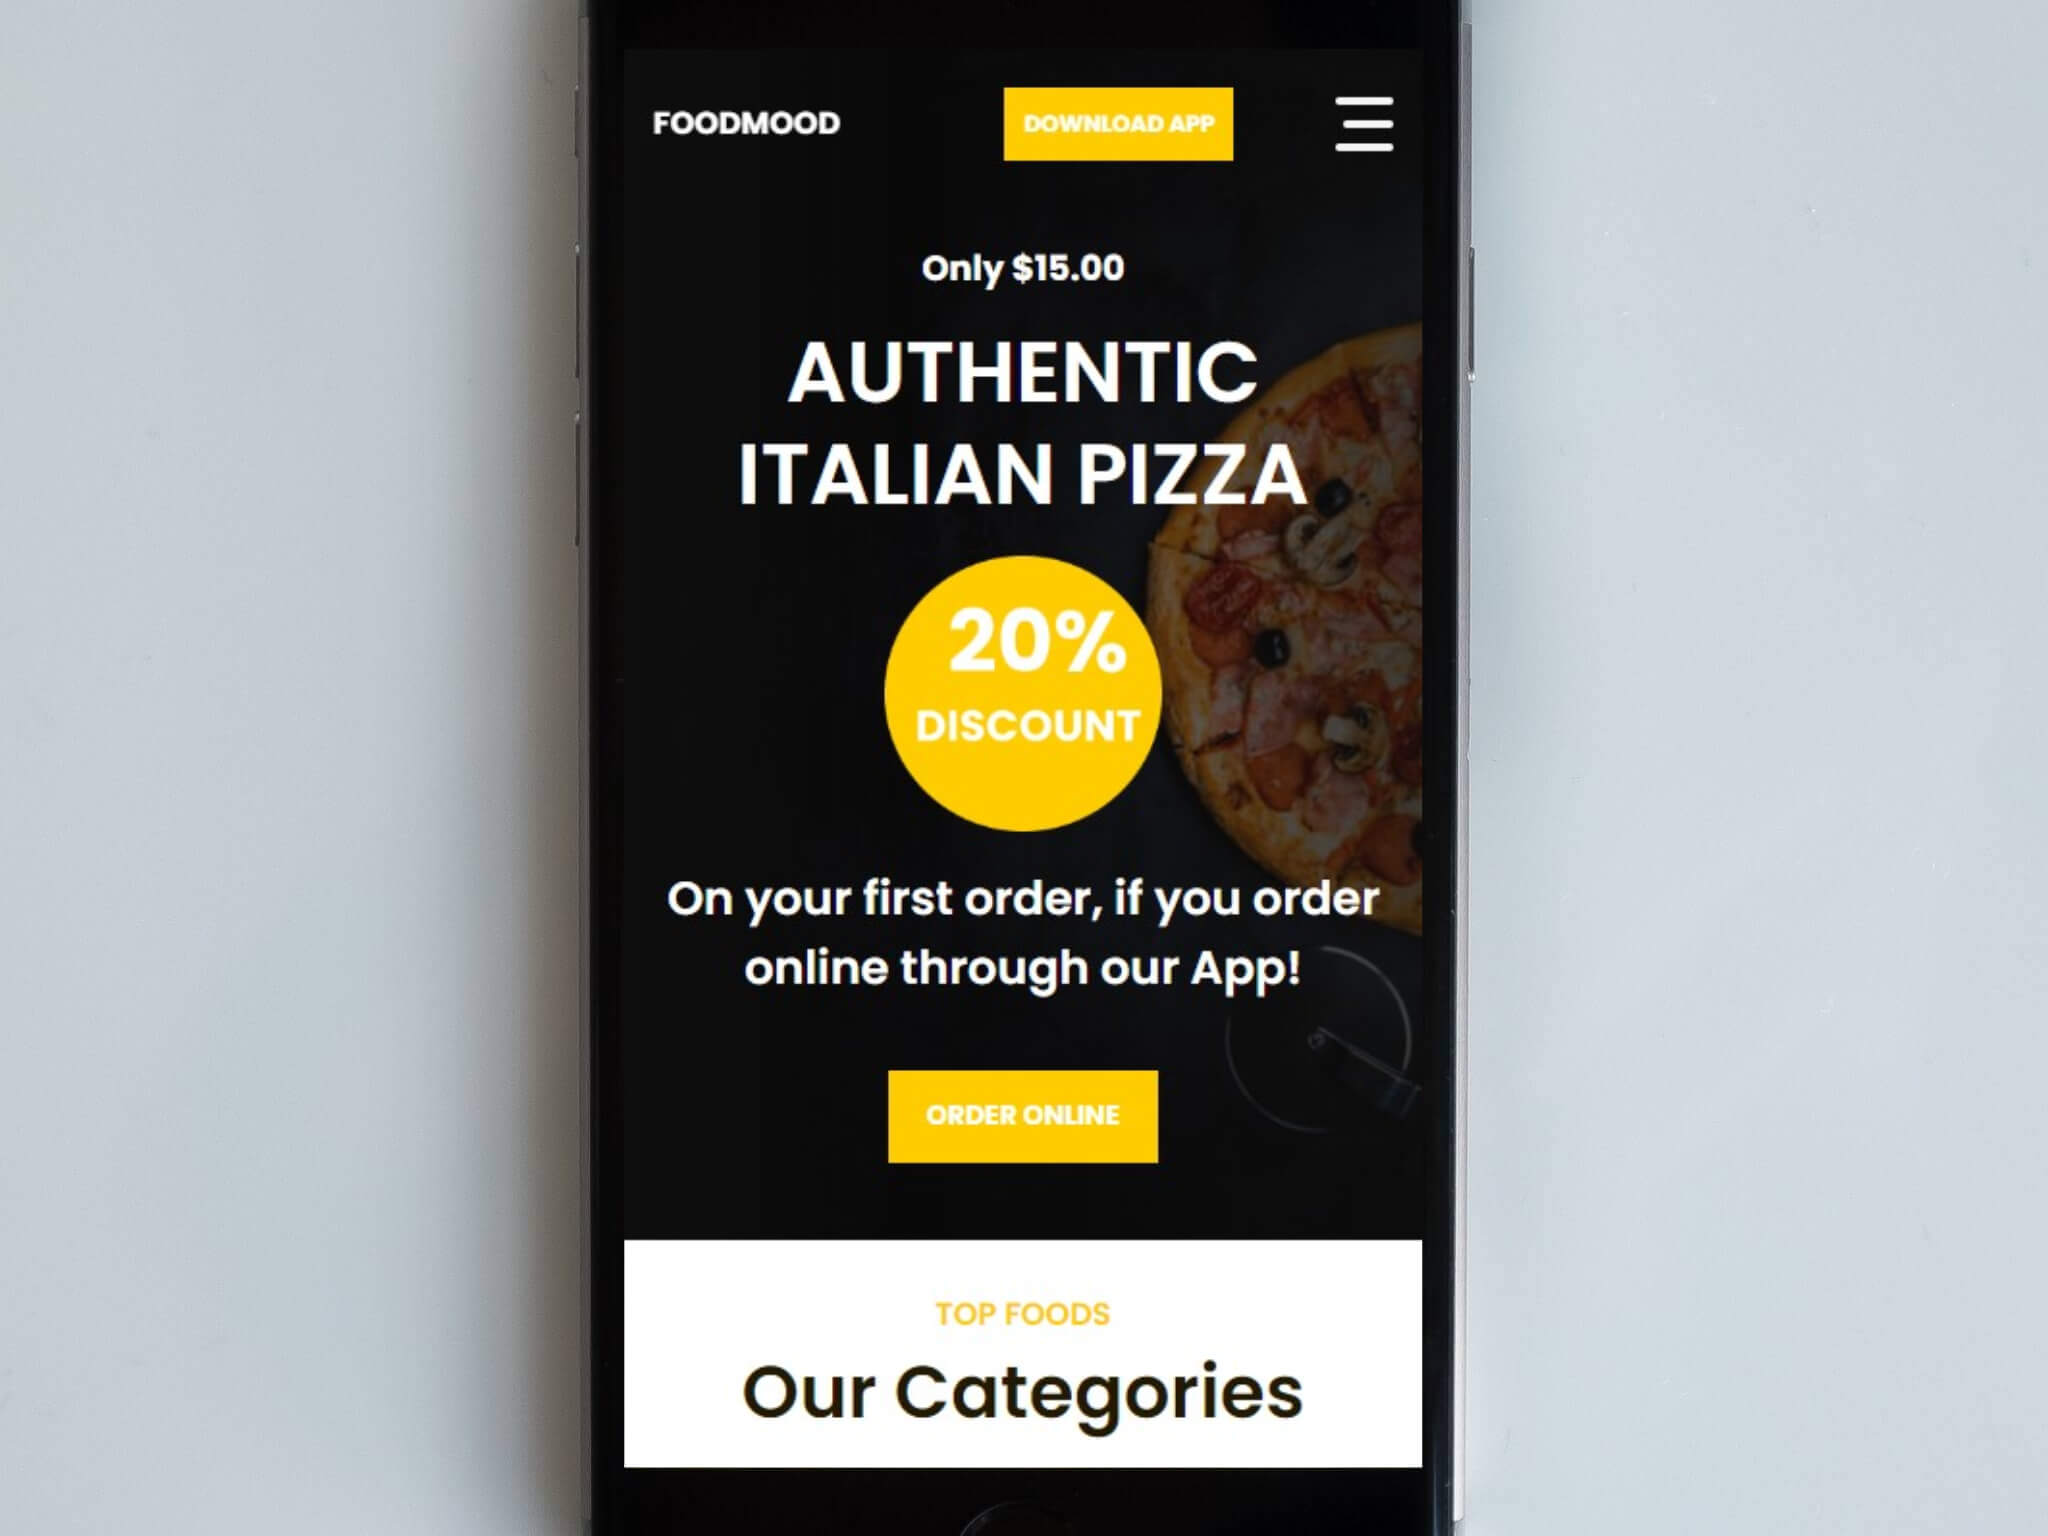 FOODMOOD
DOWNLOAD APP
Only $15.00
AUTHENTIC
ITALIAN PIZZA
20%
DISCOUNT
On your first order, if you order
online through our App!
ORDER ONLINE
TOP FOODS
Our Categories